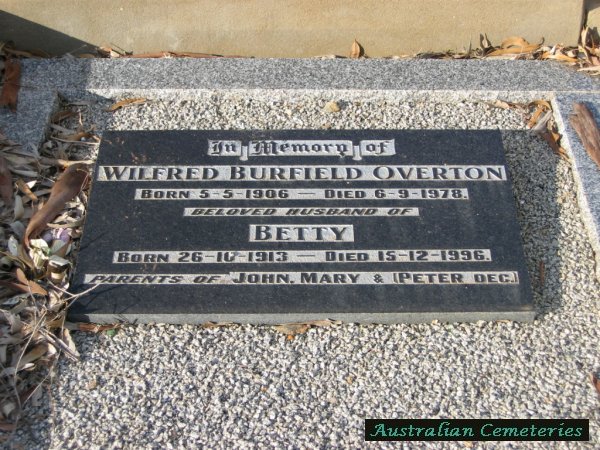 In Memory of
WILFRED BURFIELD OVERTON
BORN 5-5-1906 — DIED 6-9-1978.
BELOVED HUSBAND OF
BETTY
BORN 26-10-1913 — DIED 15-12-1996.
PARENTS OF JOHN, MARY & (PETER DEC.)
Australian Cemeteries